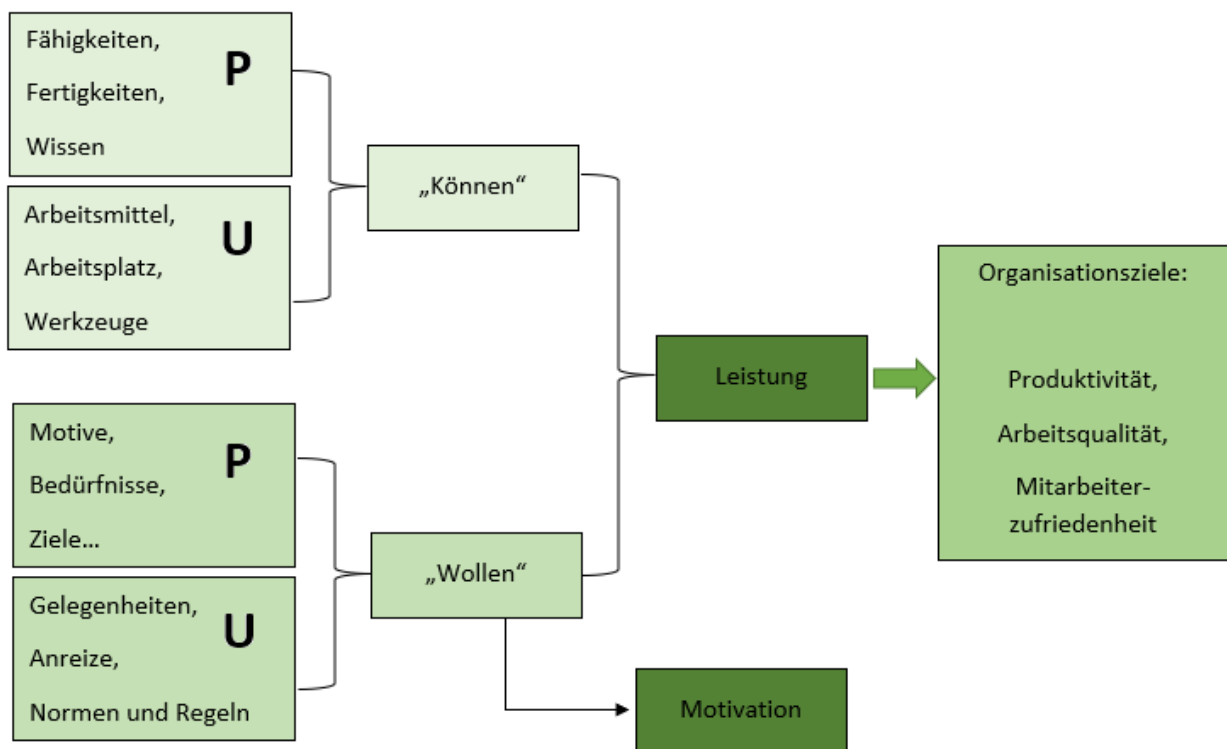 Fähigkeiten,
P
Fertigkeiten,
Wissen
Arbeitsmittel,
U
Arbeitsplatz,
Werkzeuge
„Können“
Motive,
P
Bedürfnisse,
Ziele...
Gelegenheiten,
U
Anreize,
Normen und Regeln
„Wollen“
Leistung
Motivation
Organisationsziele:
Produktivität,
Arbeitsqualität,
Mitarbeiter-
zufriedenheit